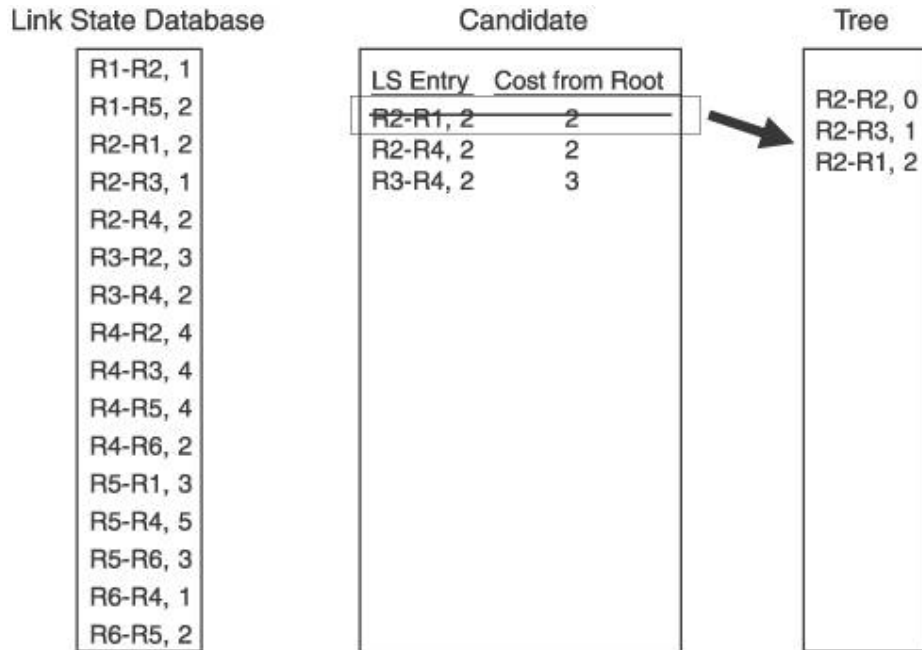 Link State Database
R1-R2, 1
R1-R5, 2
R2-R1, 2
R2-R3, 1
R2-R4, 2
R3-R2, 3
R3-R4, 2
R4-R2, 4
R4-R3, 4
R4-R5, 4
R4-R6, 2
R5-R1, 3
R5-R4, 5
R5-R6, 3
R6-R4, 1
R6-R5, 2
Candidate
LS Entry Cost from Root
R2-R1, 2 2
R2-R4, 2 2
R3-R4, 2 3
Tree
R2-R2, 0
R2-R3, 1
R2-R1, 2